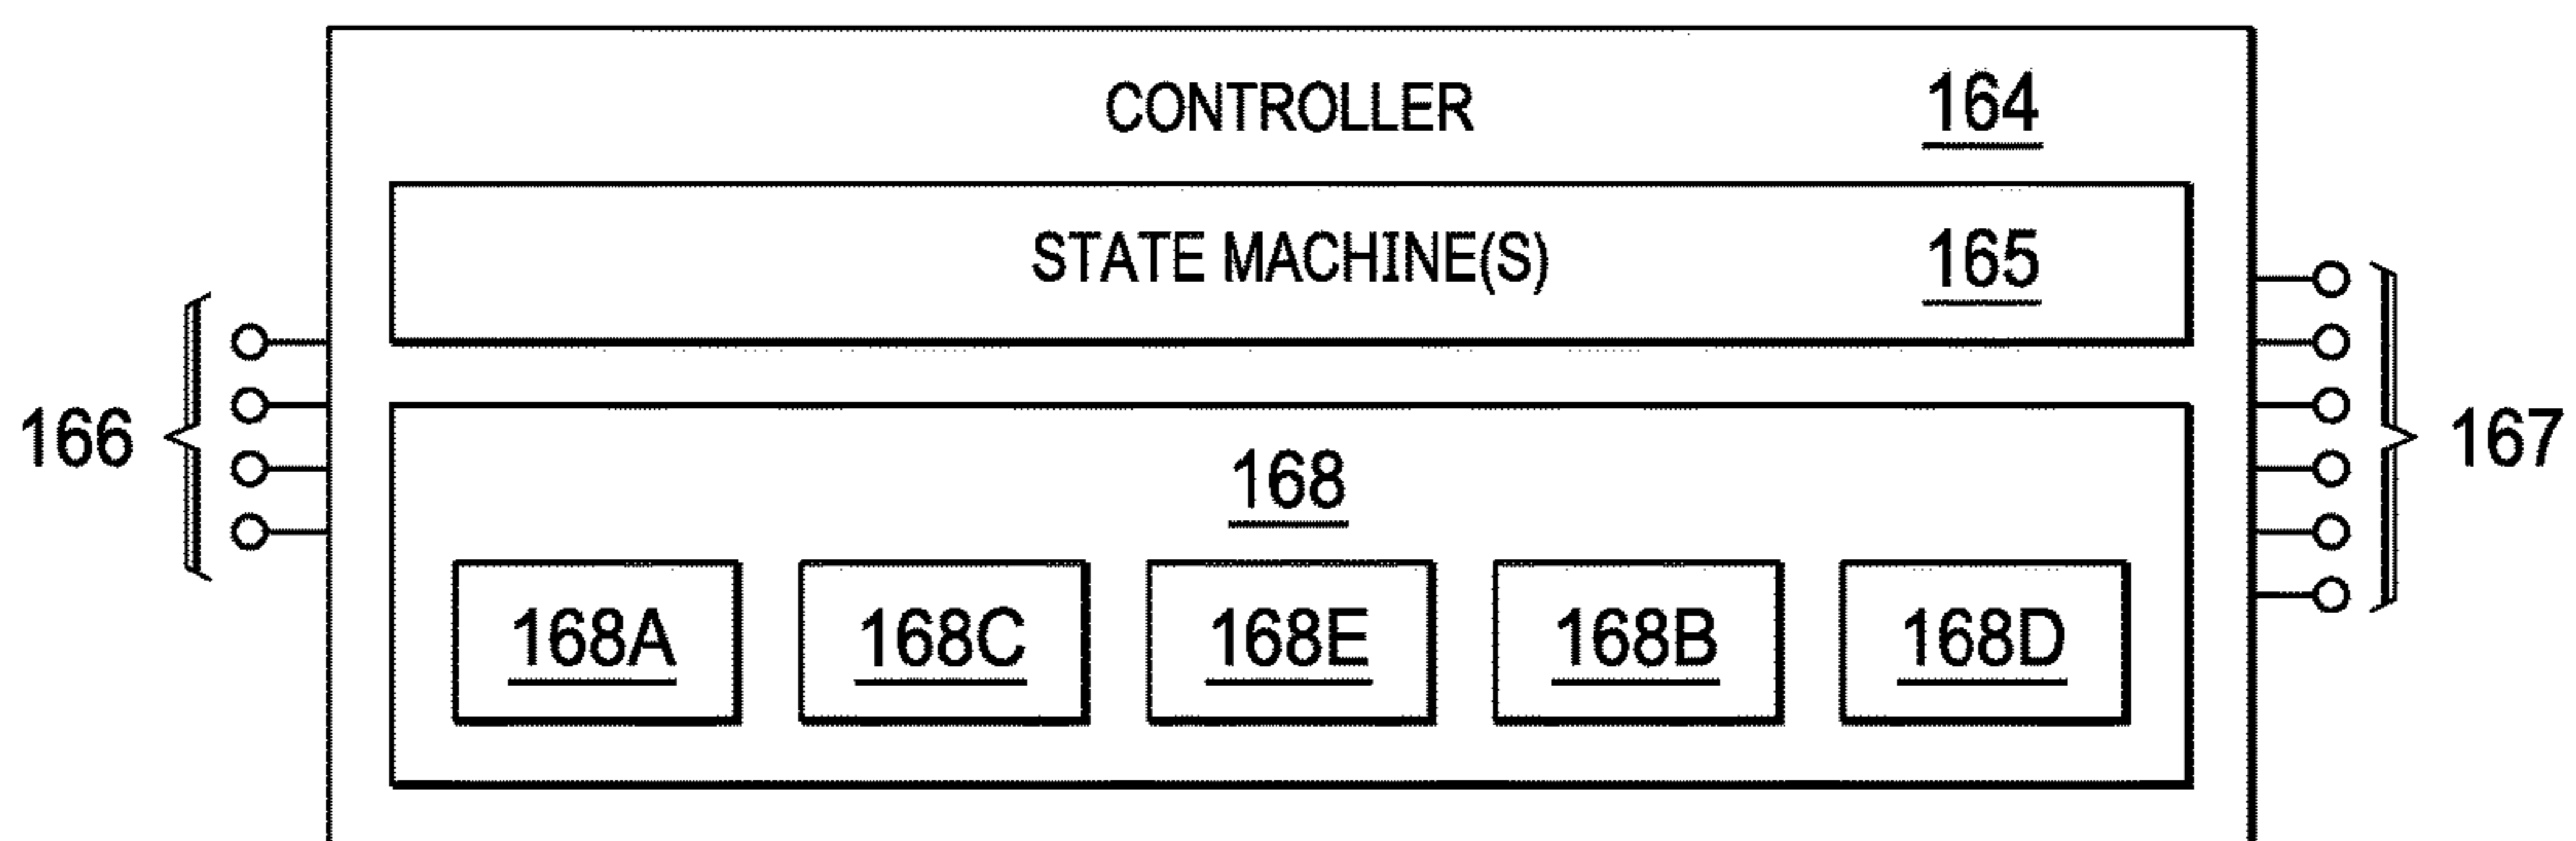 CONTROLLER 164
STATE MACHINE(S) 165
166
167
168
168A 168C 168E 168B 168D